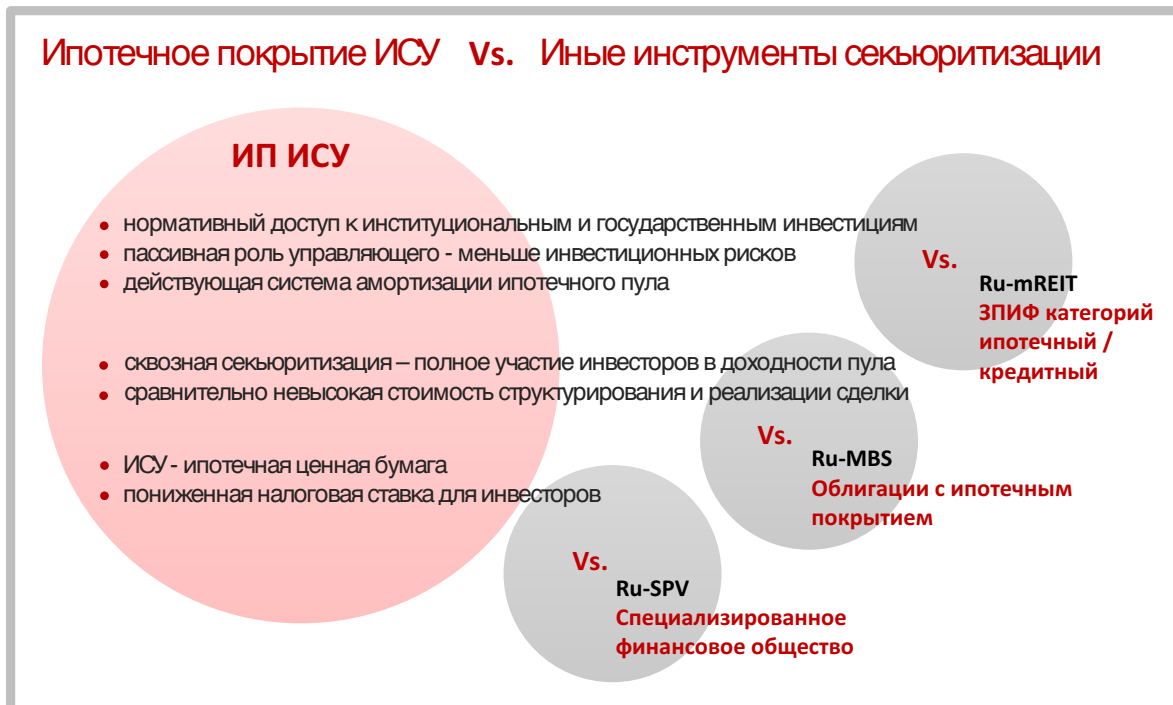 Ипотечное покрытие ИСУ Vs. Иные инструменты секьюритизации
ИП ИСУ
• нормативный доступ к институциональным и государственным инвестициям
• пассивная роль управляющего - меньше инвестиционных рисков
• действующая система амортизации ипотечного пула
Vs.
Ru-mREIT
ЗПИФ категорий
ипотечный /
кредитный
• сквозная секьюритизация – полное участие инвесторов в доходности пула
• сравнительно невысокая стоимость структурирования и реализации сделки
Vs.
Ru-MBS
Облигации с ипотечным
покрытием
• ИСУ - ипотечная ценная бумага
• пониженная налоговая ставка для инвесторов
Vs.
Ru-SPV
Специализированное
финансовое общество